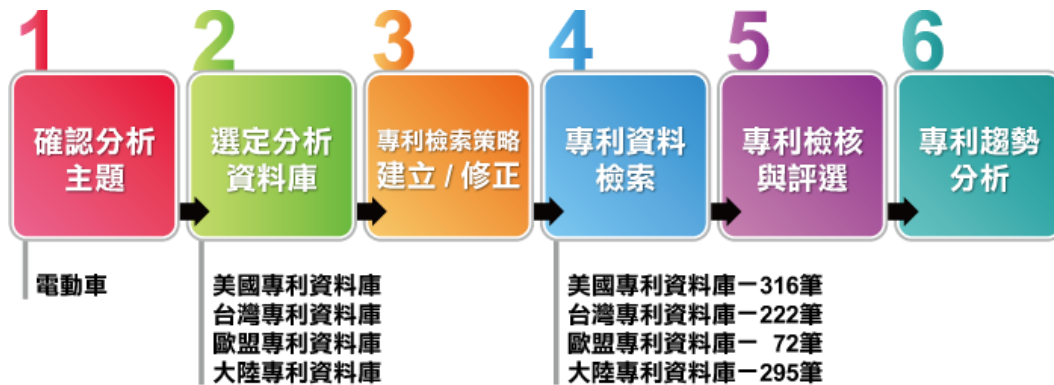 1
確認分析
主題
電動車
2
選定分析
資料庫
美國專利資料庫
台灣專利資料庫
歐盟專利資料庫
大陸專利資料庫
3
專利檢索策略
建立 / 修正
4
專利資料
檢索
美國專利資料庫－316筆
台灣專利資料庫－222筆
歐盟專利資料庫－ 72筆
大陸專利資料庫－295筆
5
專利檢核
與評選
6
專利趨勢
分析